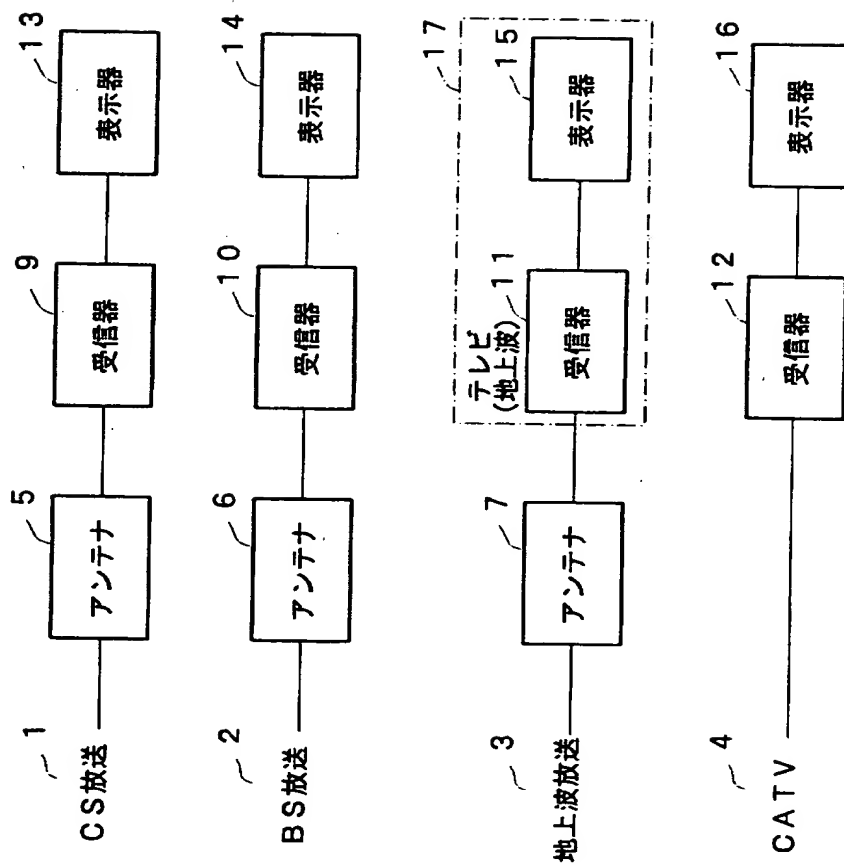 1
CS放送
5
アンテナ
9
受信器
13
表示器
2
BS放送
6
アンテナ
10
受信器
14
表示器
3
地上波放送
7
アンテナ
テレビ
(地上波)
11
受信器
17
15
表示器
4
CATV
12
受信器
16
表示器